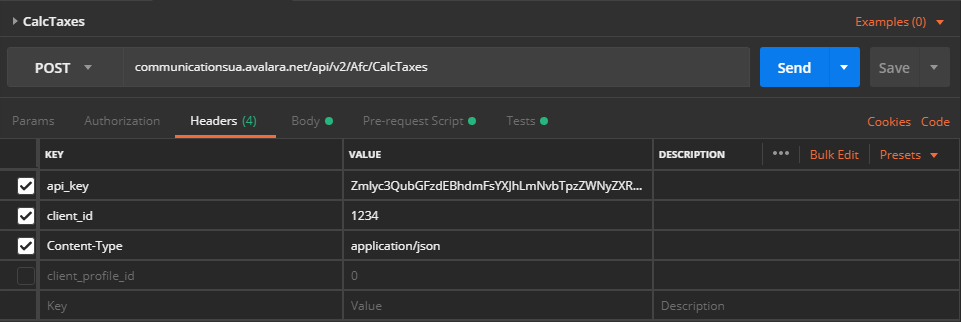 CalcTaxes Examples (0)
POST communicationsua.avalara.net/api/v2/Afc/CalcTaxes Send Save
Params Authorization Headers (4) Body Pre-request Script Tests Cookies Code
KEY VALUE DESCRIPTION ••• Bulk Edit Presets
api_key Zmlyc3QubGFzdEBhdmFsYXJhLmNvbTpzZWNyZXR...
client_id 1234
Content-Type application/json
client_profile_id 0
Key Value Description